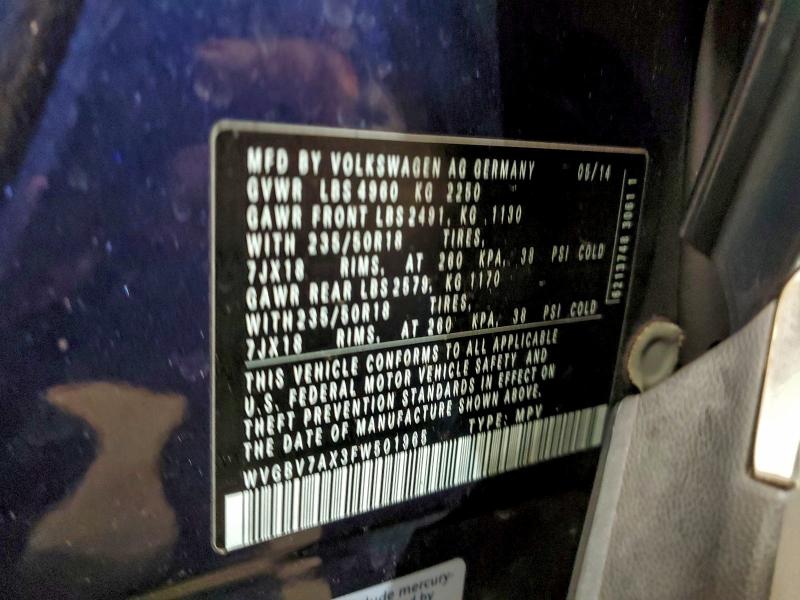 MFD BY VOLKSWAGEN AG GERMANY 05/14
GVWR LBS 4960 KG 2250
GAWR FRONT LBS 2491, KG 1130
WITH 235/50R18 TIRES,
7JX18 RIMS, AT 260 KPA, 38 PSI COLD
GAWR REAR LBS 2579, KG 1170
WITH 235/50R18 TIRES,
7JX18 RIMS, AT 260 KPA, 38 PSI COLD
THIS VEHICLE CONFORMS TO ALL APPLICABLE
U.S. FEDERAL MOTOR VEHICLE SAFETY AND
THEFT PREVENTION STANDARDS IN EFFECT ON
THE DATE OF MANUFACTURE SHOWN ABOVE.
WVGBV7AX3FW501965 TYPE: MPV
mercury-
by